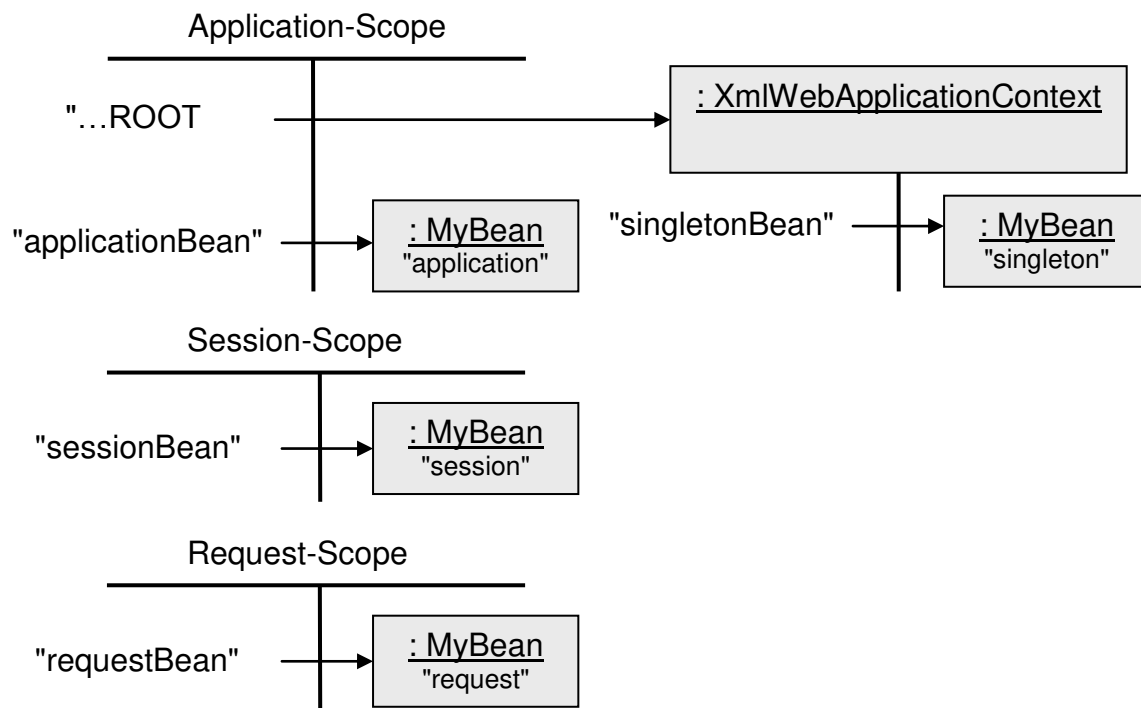 Application-Scope
"…ROOT
: XmlWebApplicationContext
"applicationBean"
: MyBean
"application"
"singletonBean"
: MyBean
"singleton"
Session-Scope
"sessionBean"
: MyBean
"session"
Request-Scope
"requestBean"
: MyBean
"request"